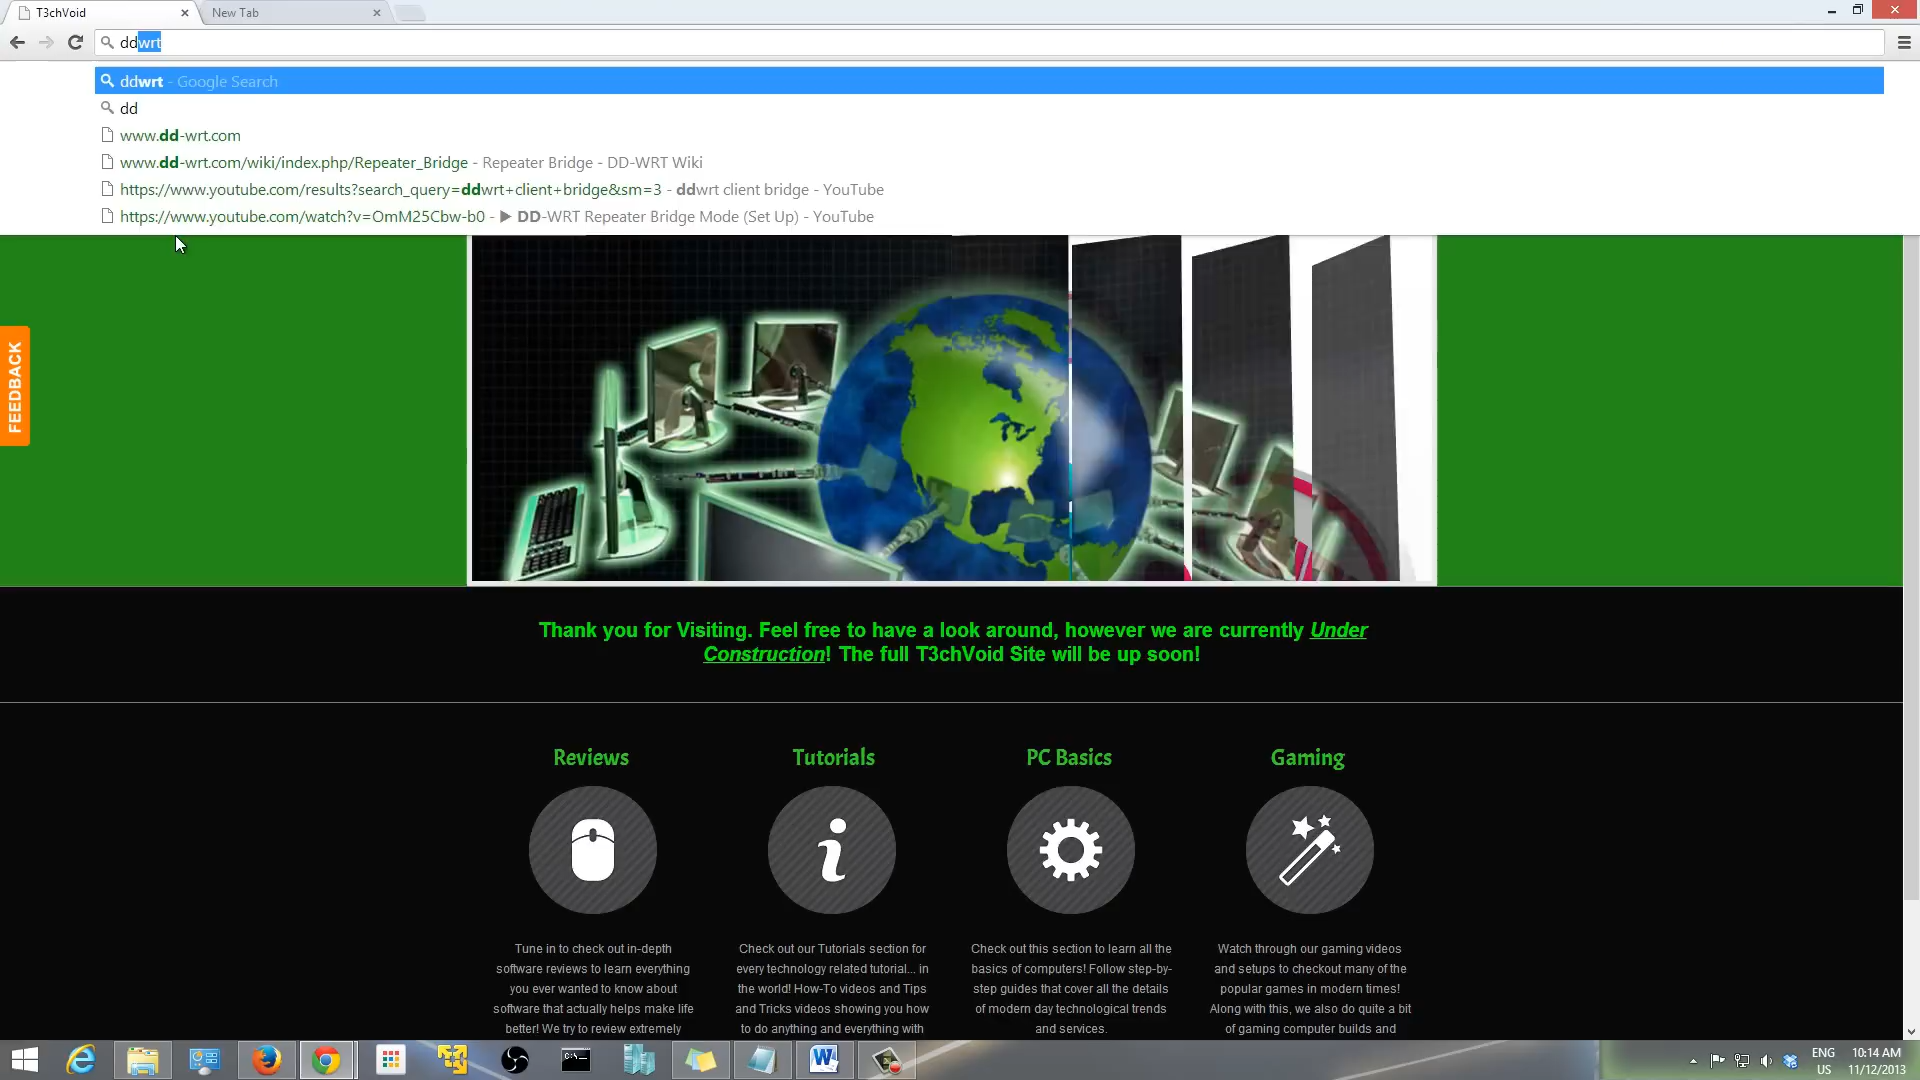 T3chVoid
New Tab
ddwrt
ddwrt - Google Search
dd
www.dd-wrt.com
www.dd-wrt.com/wiki/index.php/Repeater_Bridge - Repeater Bridge - DD-WRT Wiki
https://www.youtube.com/results?search_query=ddwrt+client+bridge&sm=3 - ddwrt client bridge - YouTube
https://www.youtube.com/watch?v=OmM25Cbw-b0 - ▶ DD-WRT Repeater Bridge Mode (Set Up) - YouTube
FEEDBACK
Thank you for Visiting. Feel free to have a look around, however we are currently Under
Construction! The full T3chVoid Site will be up soon!
Reviews
Tune in to check out in-depth
software reviews to learn everything
you ever wanted to know about
software that actually helps make life
better! We try to review extremely
Tutorials
Check out our Tutorials section for
every technology related tutorial... in
the world! How-To videos and Tips
and Tricks videos showing you how
to do anything and everything with
PC Basics
Check out this section to learn all the
basics of computers! Follow step-by-
step guides that cover all the details
of modern day technological trends
and services.
Gaming
Watch through our gaming videos
and setups to checkout many of the
popular games in modern times!
Along with this, we also do quite a bit
of gaming computer builds and
ENG
US
10:14 AM
11/12/2013